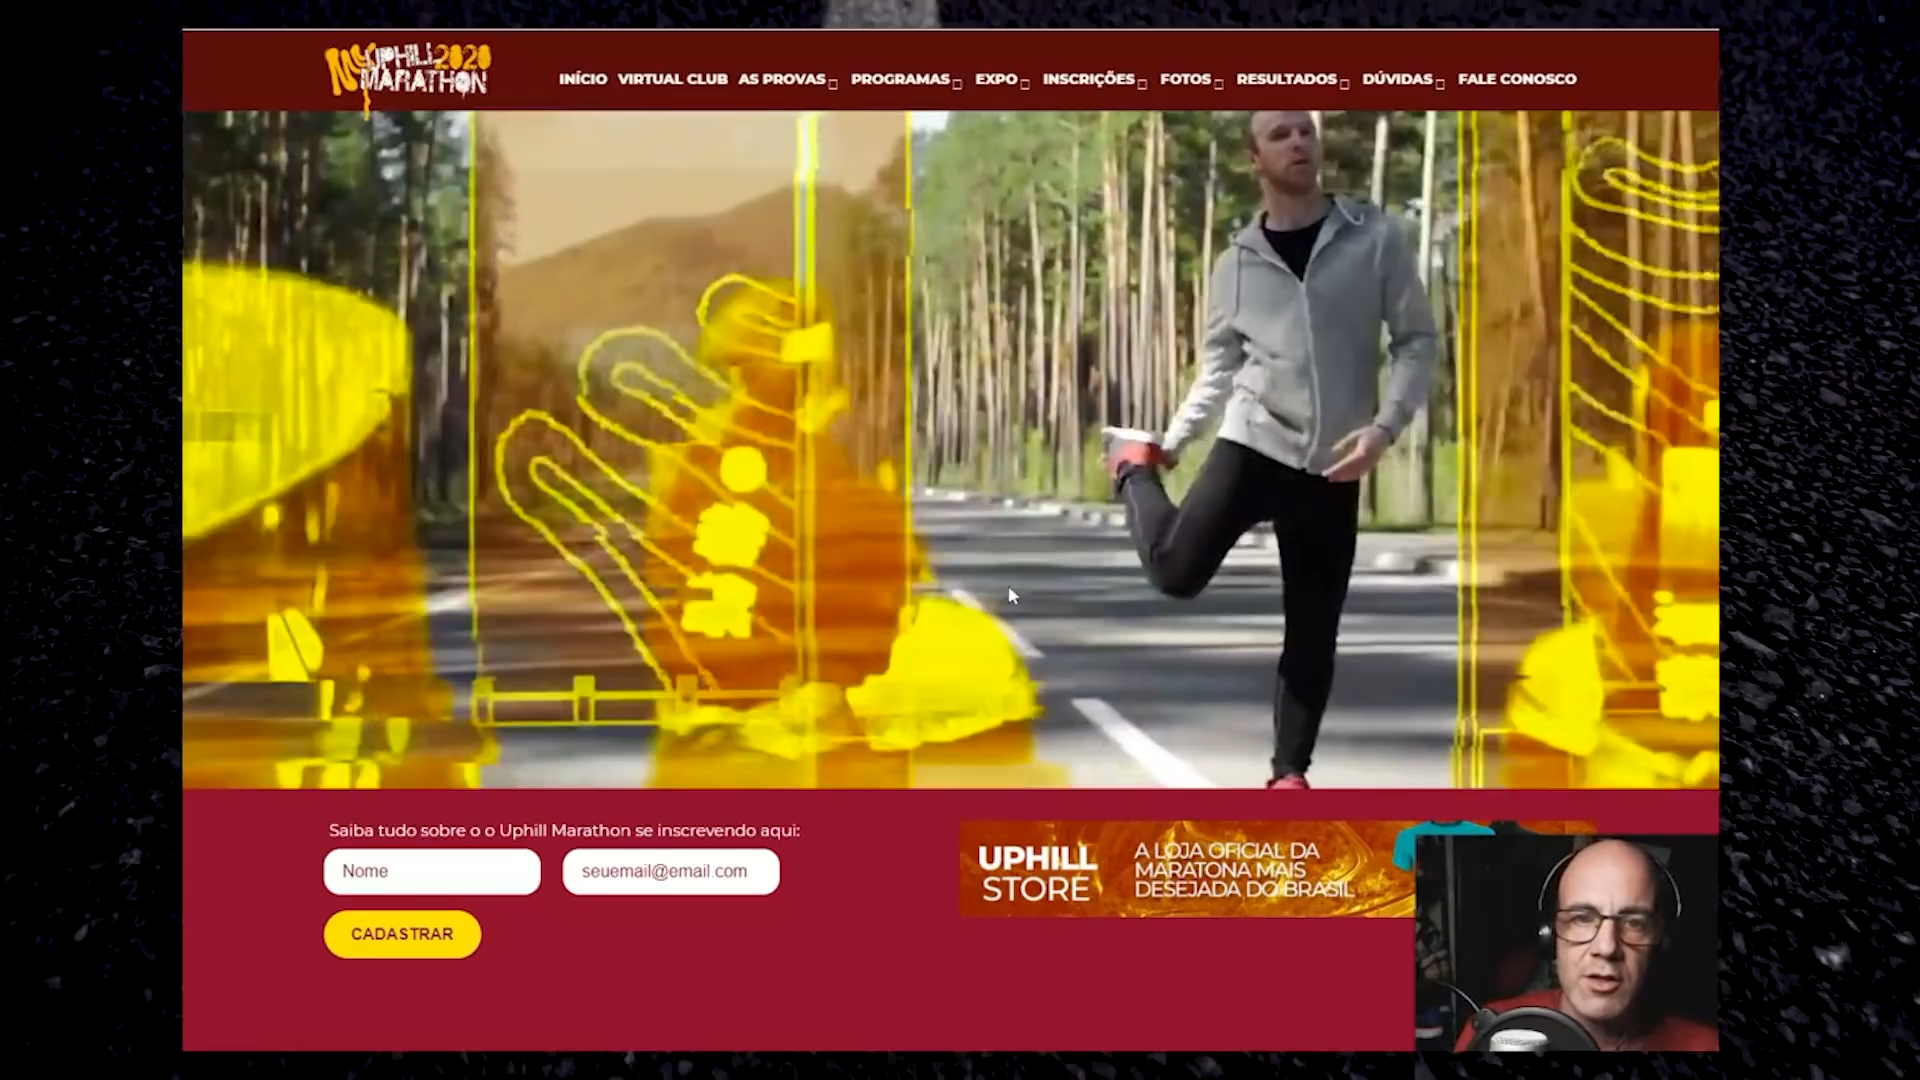 My UPHILL 2020
MARATHON
INÍCIO VIRTUAL CLUB AS PROVAS PROGRAMAS EXPO INSCRIÇÕES FOTOS RESULTADOS DÚVIDAS FALE CONOSCO
Saiba tudo sobre o o Uphill Marathon se inscrevendo aqui:
Nome
seuemail@email.com
CADASTRAR
UPHILL
STORE
A LOJA OFICIAL DA
MARATONA MAIS
DESEJADA DO BRASIL